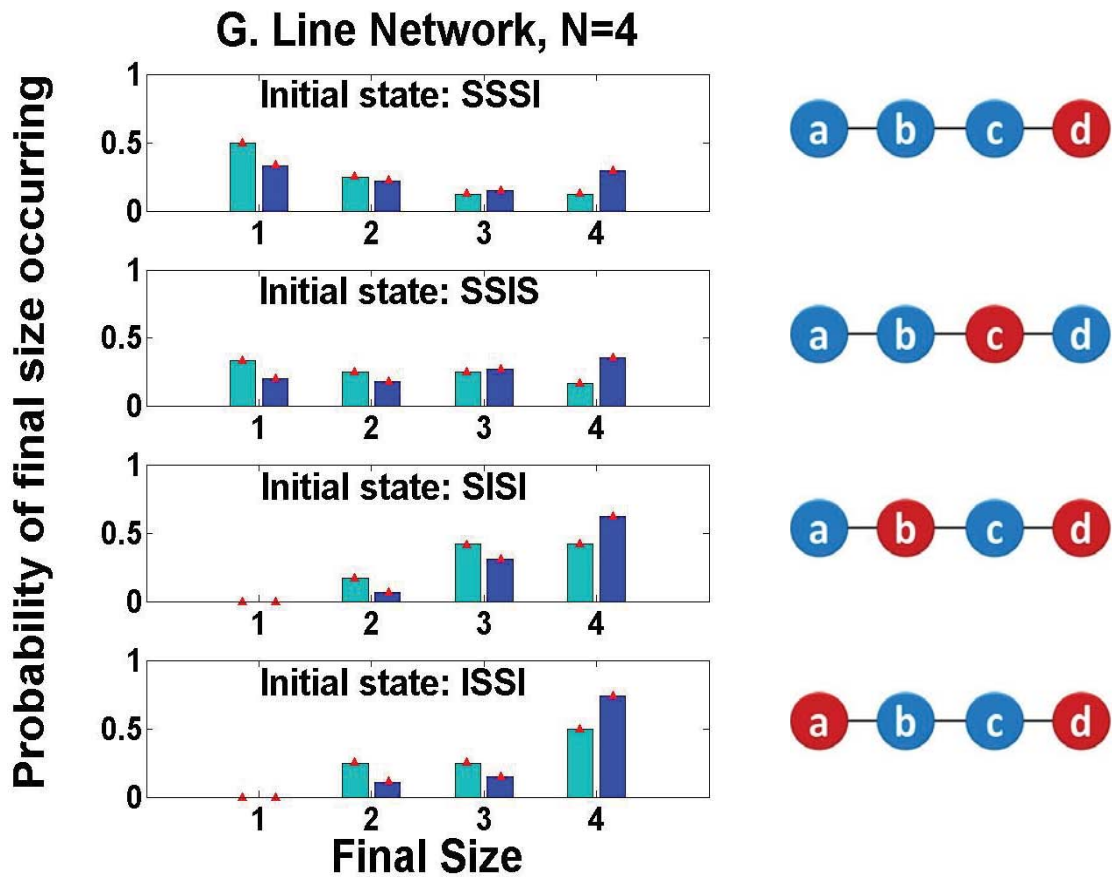 G. Line Network, N=4
Probability of final size occurring
Initial state: SSSI
1
0.5
0
1 2 3 4
a b c d
Initial state: SSIS
1
0.5
0
1 2 3 4
a b c d
Initial state: SISI
1
0.5
0
1 2 3 4
a b c d
Initial state: ISSI
1
0.5
0
1 2 3 4
a b c d
Final Size